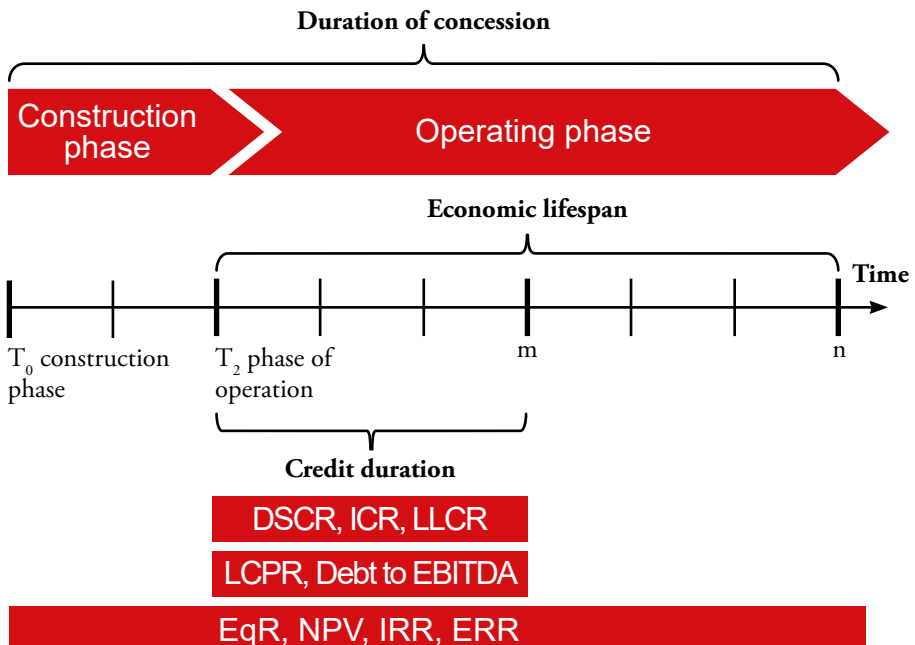 Duration of concession
Construction
phase
Operating phase
Economic lifespan
Time
T0 construction
phase
T2 phase of
operation
m
n
Credit duration
DSCR, ICR, LLCR
LCPR, Debt to EBITDA
EqR, NPV, IRR, ERR